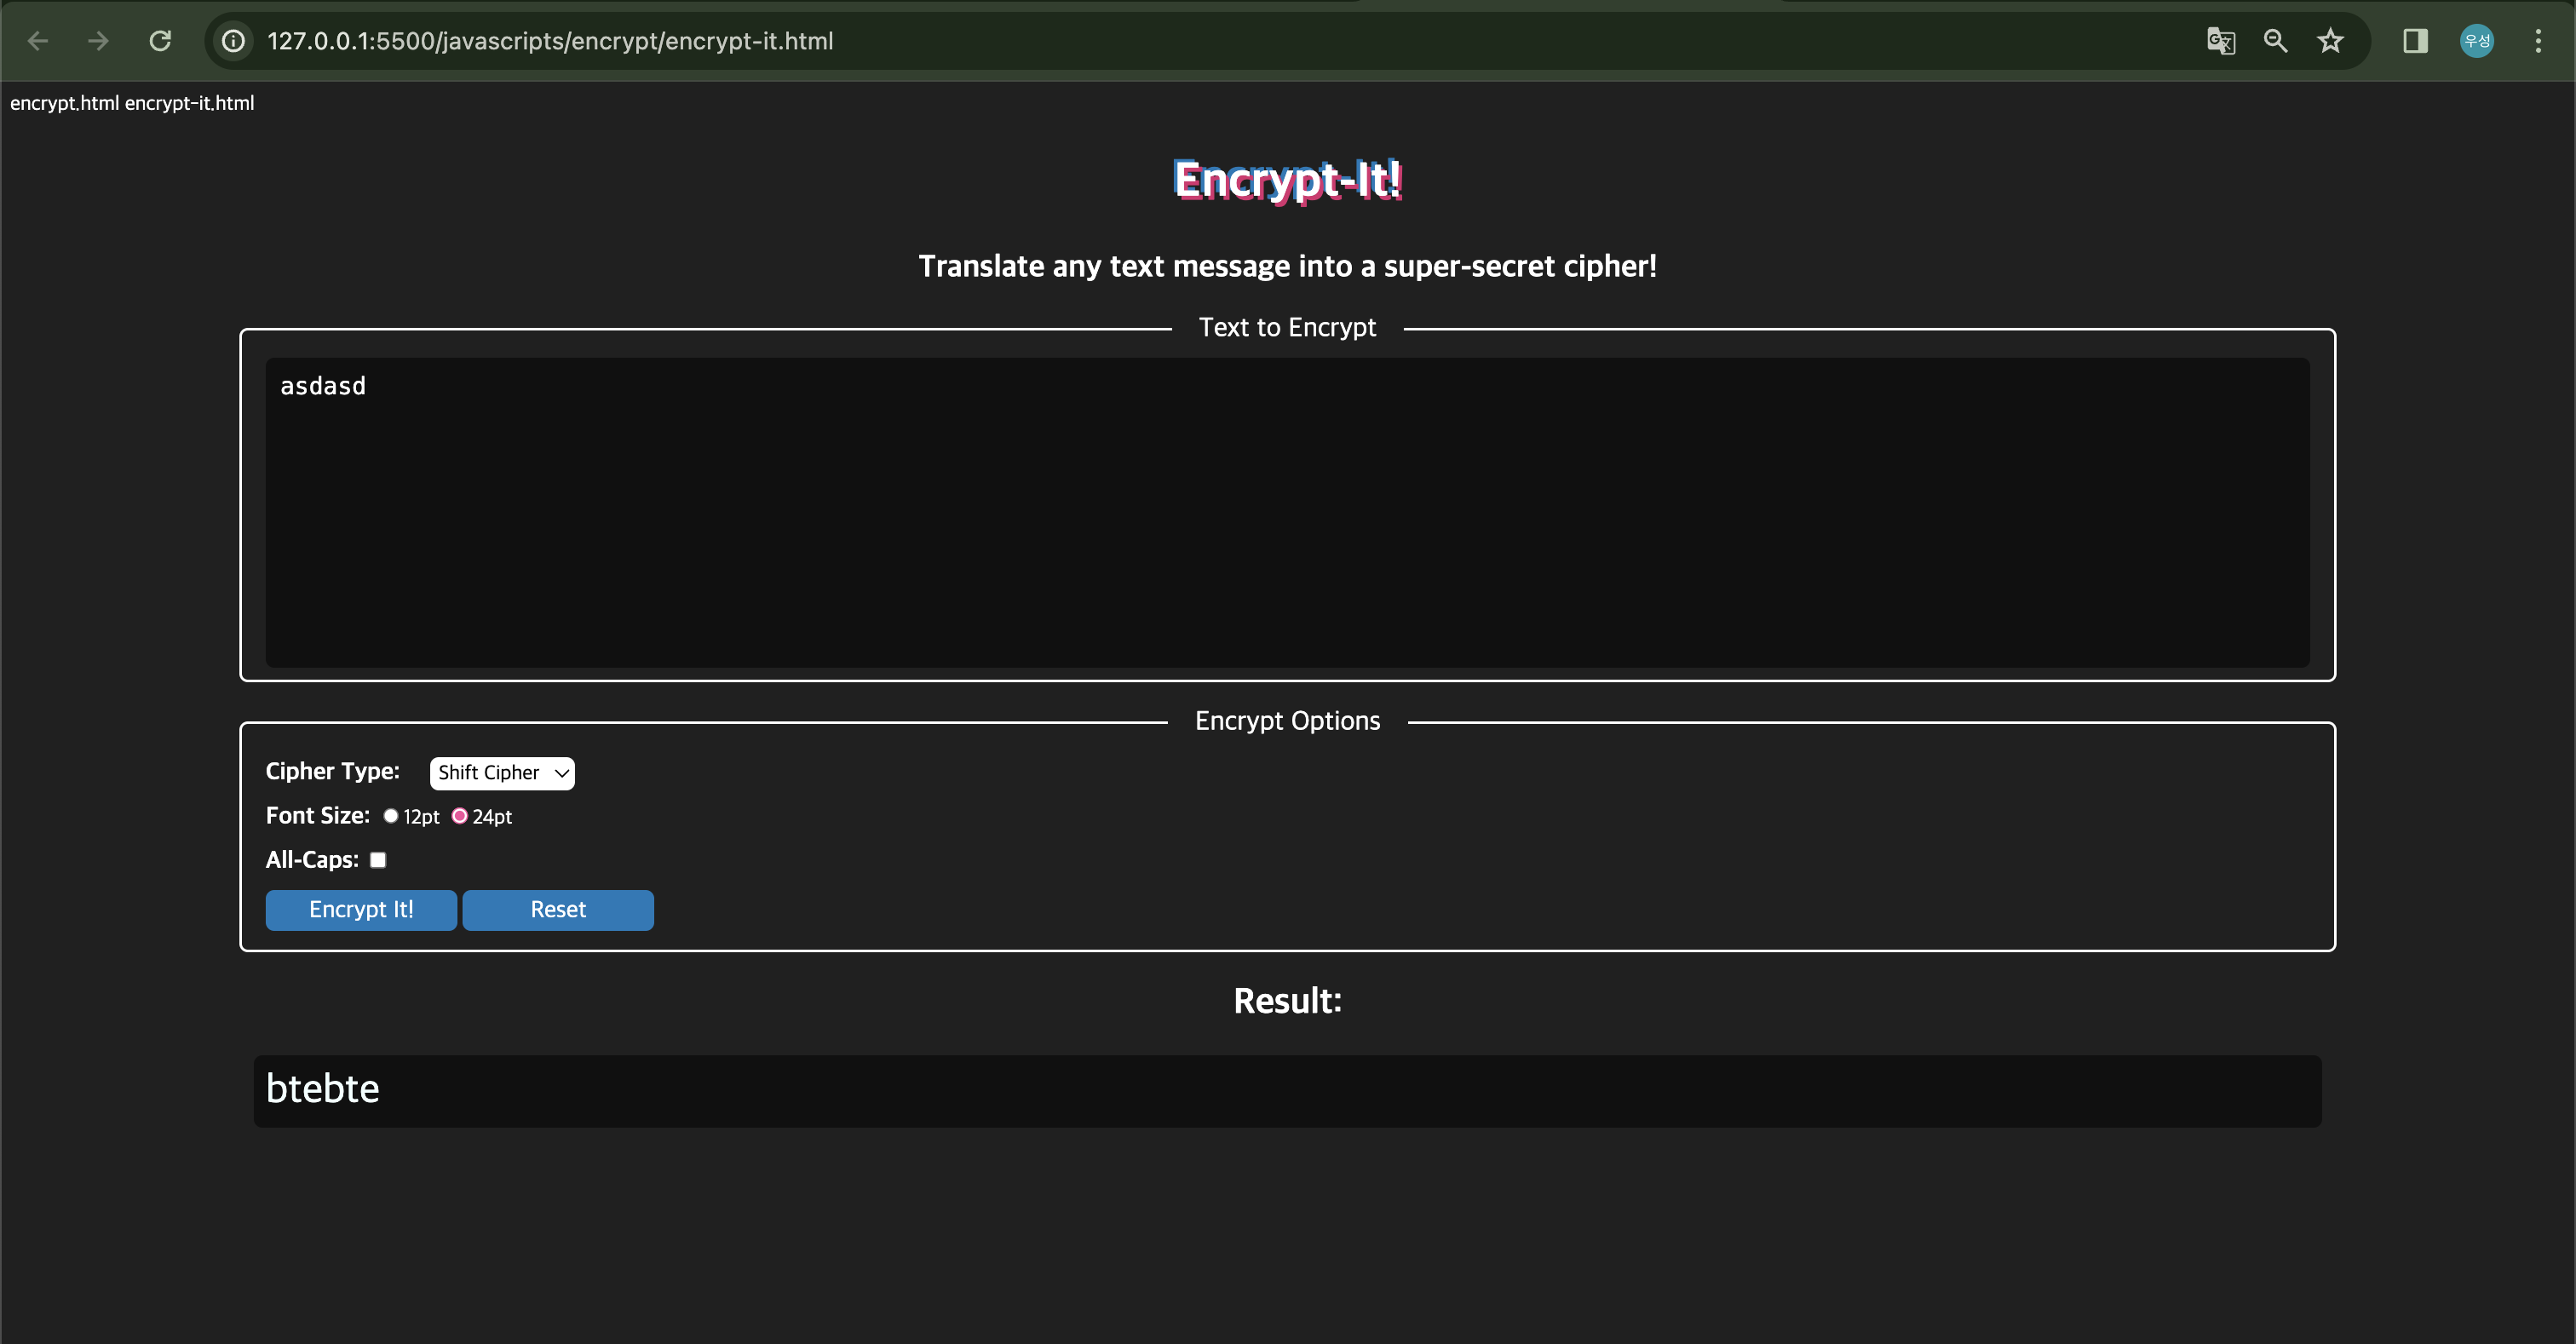 127.0.0.1:5500/javascripts/encrypt/encrypt-it.html
우성
encrypt.html encrypt-it.html
Encrypt-It!
Translate any text message into a super-secret cipher!
Text to Encrypt
asdasd
Encrypt Options
Cipher Type: Shift Cipher
Font Size: 12pt 24pt
All-Caps:
Encrypt It! Reset
Result:
btebte